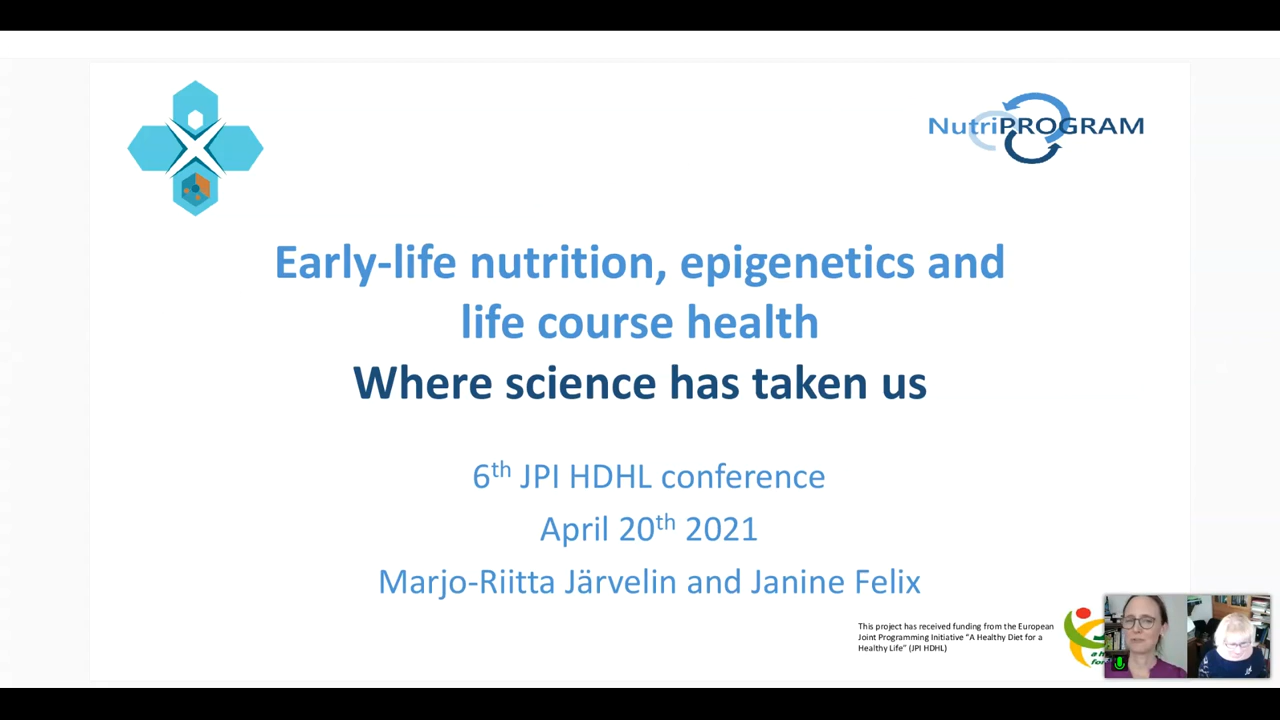 NutriPROGRAM
Early-life nutrition, epigenetics and
life course health
Where science has taken us
6th JPI HDHL conference
April 20th 2021
Marjo-Riitta Järvelin and Janine Felix
This project has received funding from the European
Joint Programming Initiative “A Healthy Diet for a
Healthy Life” (JPI HDHL)